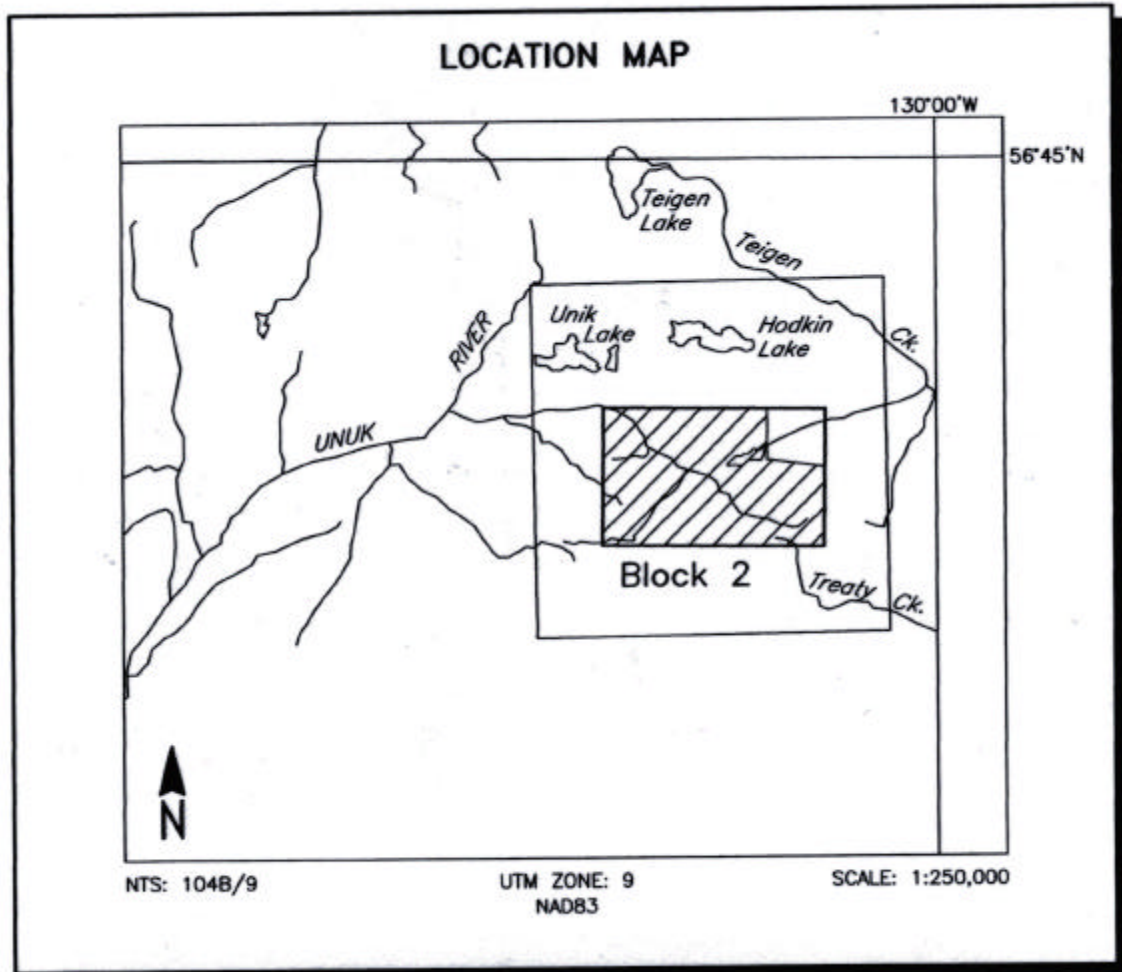 LOCATION MAP
130°00'W
56°45'N
Teigen
Lake
Teigen
Ck.
Unik
Lake
Hodkin
Lake
RIVER
UNUK
Block 2
Treaty Ck.
N
NTS: 104B/9
UTM ZONE: 9
NAD83
SCALE: 1:250,000